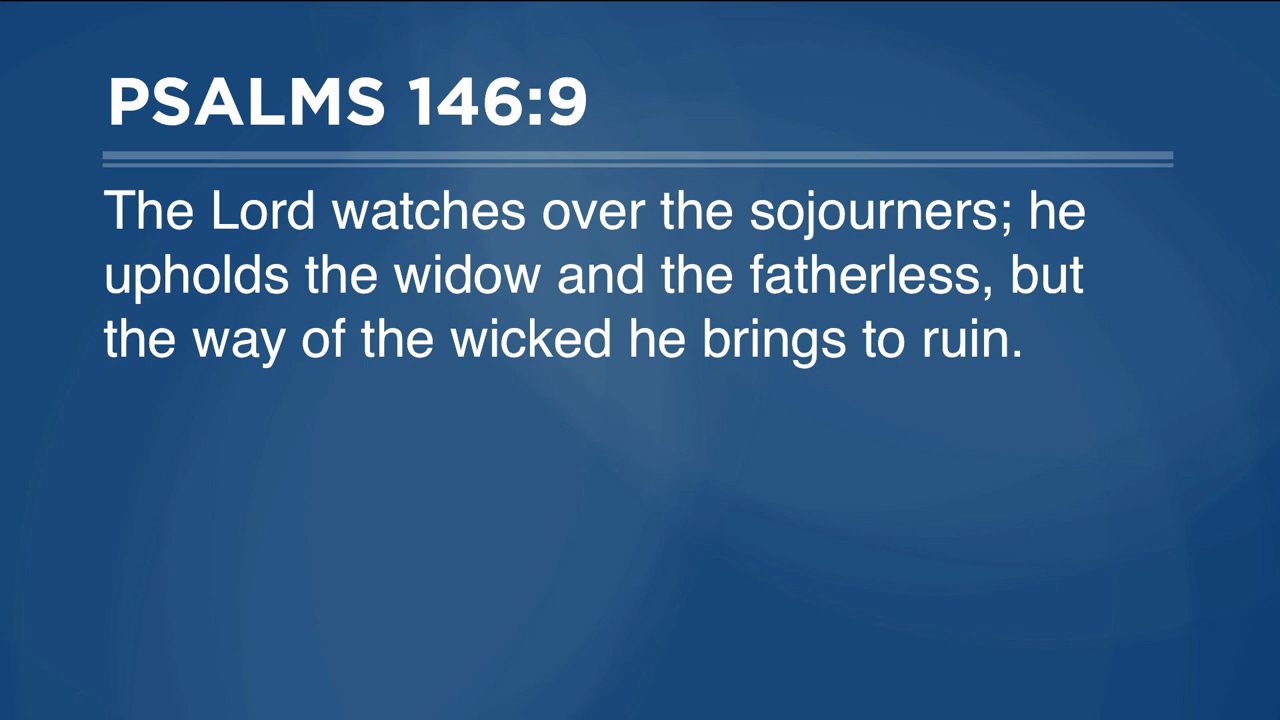 PSALMS 146:9
The Lord watches over the sojourners; he
upholds the widow and the fatherless, but
the way of the wicked he brings to ruin.